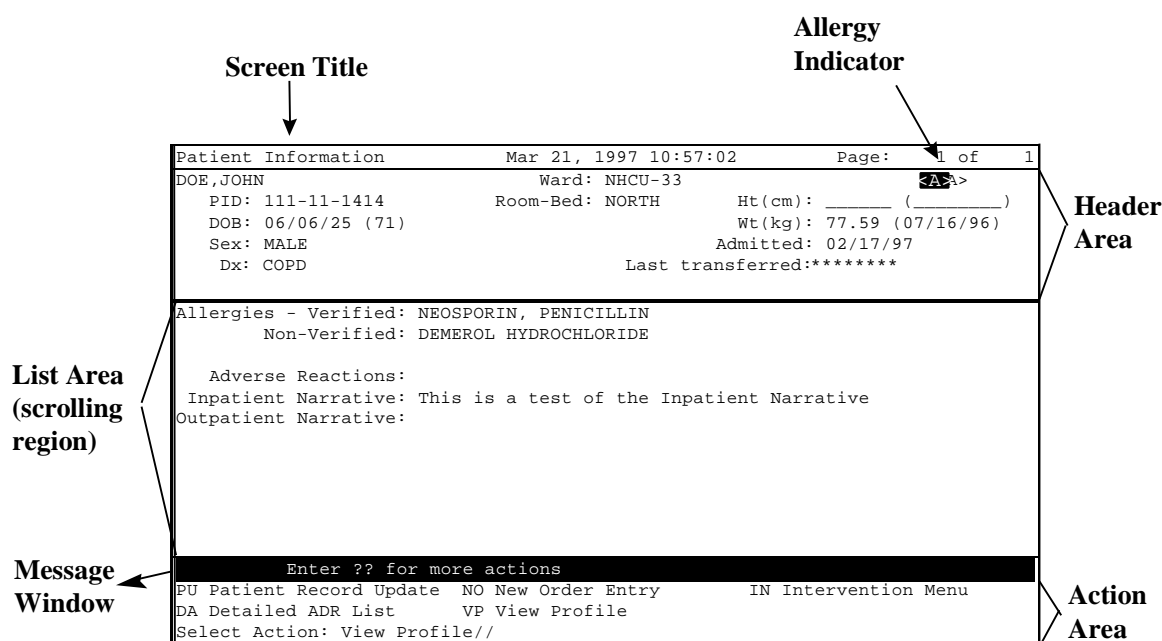 Allergy
Indicator
Screen Title
Patient Information Mar 21, 1997 10:57:02 Page: 1 of 1
DOE,JOHN Ward: NHCU-33 <A>A>
PID: 111-11-1414 Room-Bed: NORTH Ht(cm): ______ (________)
DOB: 06/06/25 (71) Wt(kg): 77.59 (07/16/96)
Sex: MALE Admitted: 02/17/97
Dx: COPD Last transferred:********
Header
Area
Allergies - Verified: NEOSPORIN, PENICILLIN
Non-Verified: DEMEROL HYDROCHLORIDE
Adverse Reactions:
Inpatient Narrative: This is a test of the Inpatient Narrative
Outpatient Narrative:
List Area
(scrolling
region)
Message
Window
Enter ?? for more actions
PU Patient Record Update NO New Order Entry IN Intervention Menu
DA Detailed ADR List VP View Profile
Select Action: View Profile//
Action
Area